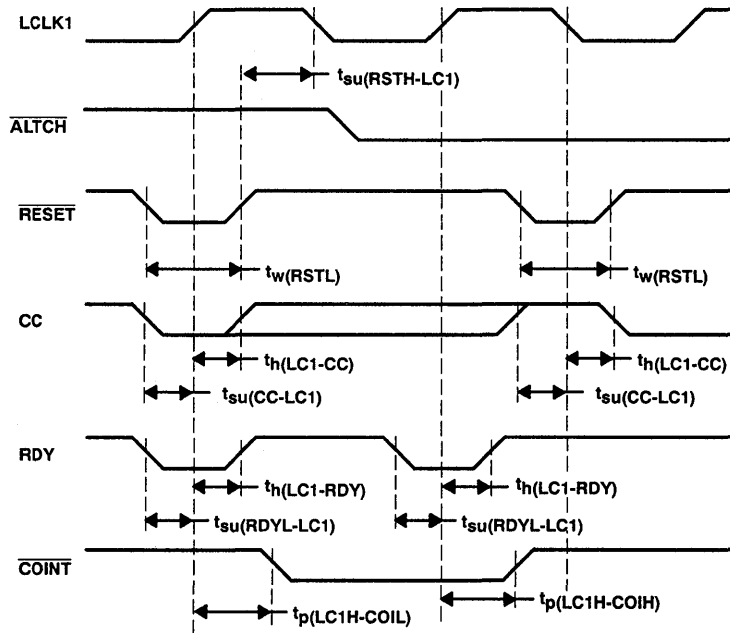 LCLK1
tsu(RSTH-LC1)
ALTCH
RESET
tw(RSTL) tw(RSTL)
CC
th(LC1-CC) th(LC1-CC)
tsu(CC-LC1) tsu(CC-LC1)
RDY
th(LC1-RDY) th(LC1-RDY)
tsu(RDYL-LC1) tsu(RDYL-LC1)
COINT
tp(LC1H-COIL) tp(LC1H-COIH)